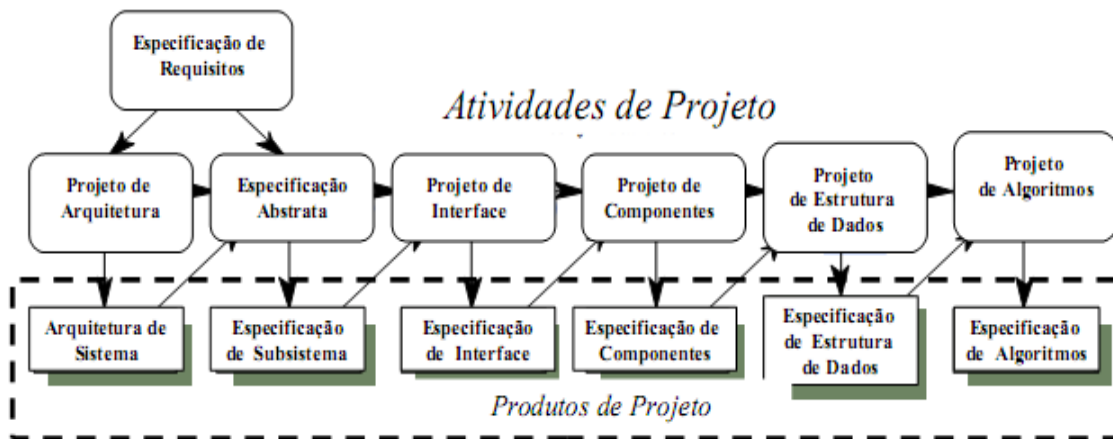 Especificação de
Requisitos
Atividades de Projeto
Projeto de
Arquitetura
Especificação
Abstrata
Projeto de
Interface
Projeto de
Componentes
Projeto
de Estrutura
de Dados
Projeto
de Algoritmos
Arquitetura de
Sistema
Especificação
de Subsistema
Especificação
de Interface
Especificação de
Componentes
Especificação
de Estrutura
de Dados
Especificação
de Algoritmos
Produtos de Projeto